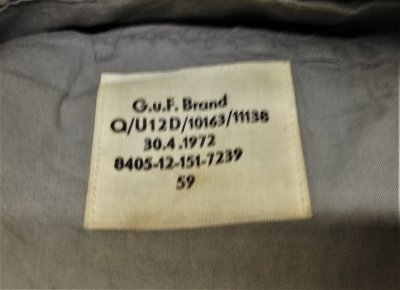 G.u.F. Brand
Q/U12D/10163/11138
30.4.1972
8405-12-151-7239
59